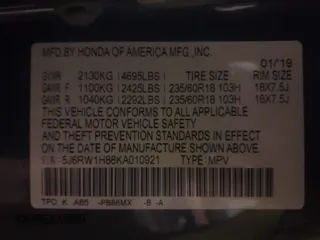 MFD. BY HONDA OF AMERICA MFG., INC.
01/19
GVWR 2130KG 4695LBS TIRE SIZE RIM SIZE
GAWR F 1100KG 2425LBS 235/60R18 103H 18X7.5J
GAWR R 1040KG 2292LBS 235/60R18 103H 18X7.5J
THIS VEHICLE CONFORMS TO ALL APPLICABLE
FEDERAL MOTOR VEHICLE SAFETY AND
THEFT PREVENTION STANDARDS IN EFFECT ON
THE DATE OF MANUFACTURE SHOWN ABOVE.
V.I.N. 5J6RW1H88KA010921 TYPE: MPV